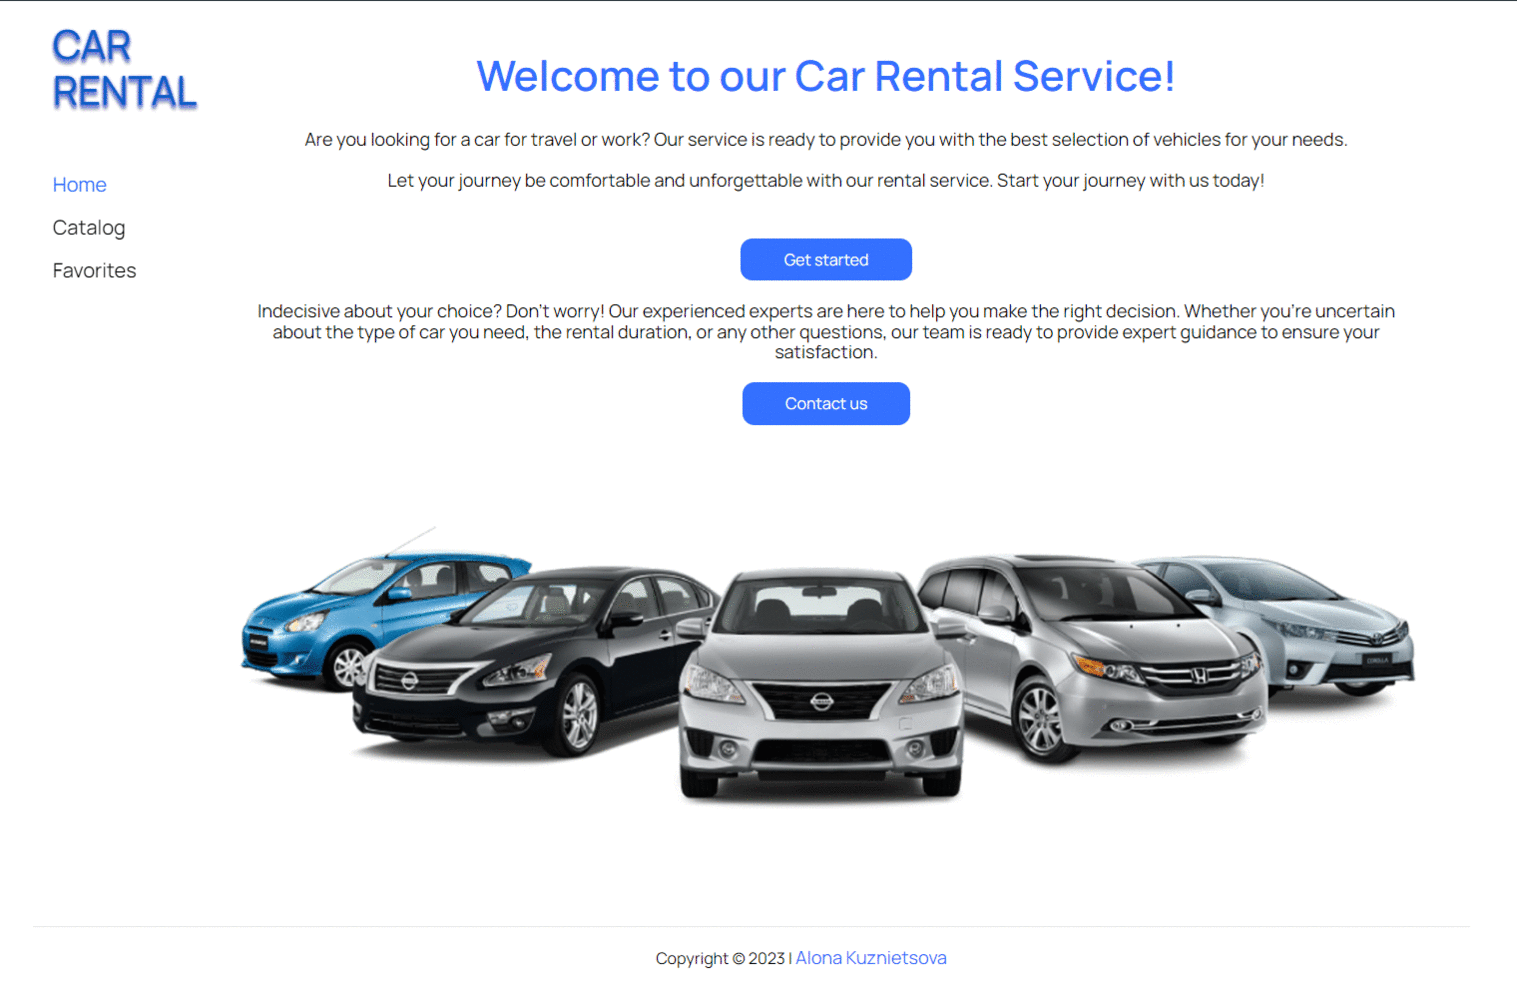 CAR
RENTAL
Home
Catalog
Favorites
Welcome to our Car Rental Service!
Are you looking for a car for travel or work? Our service is ready to provide you with the best selection of vehicles for your needs.
Let your journey be comfortable and unforgettable with our rental service. Start your journey with us today!
Get started
Indecisive about your choice? Don't worry! Our experienced experts are here to help you make the right decision. Whether you're uncertain
about the type of car you need, the rental duration, or any other questions, our team is ready to provide expert guidance to ensure your
satisfaction.
Contact us
COROLLA
Copyright © 2023 | Alona Kuznietsova